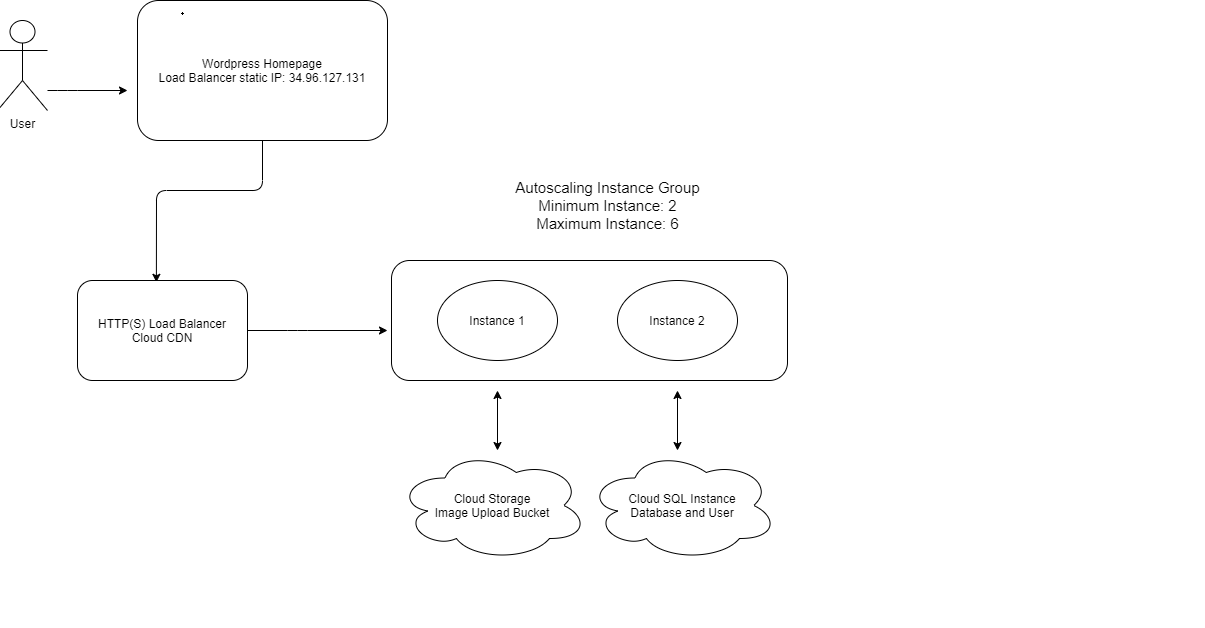 Wordpress Homepage
Load Balancer static IP: 34.96.127.131
User
Autoscaling Instance Group
Minimum Instance: 2
Maximum Instance: 6
HTTP(S) Load Balancer
Cloud CDN
Instance 1
Instance 2
Cloud Storage
Image Upload Bucket
Cloud SQL Instance
Database and User